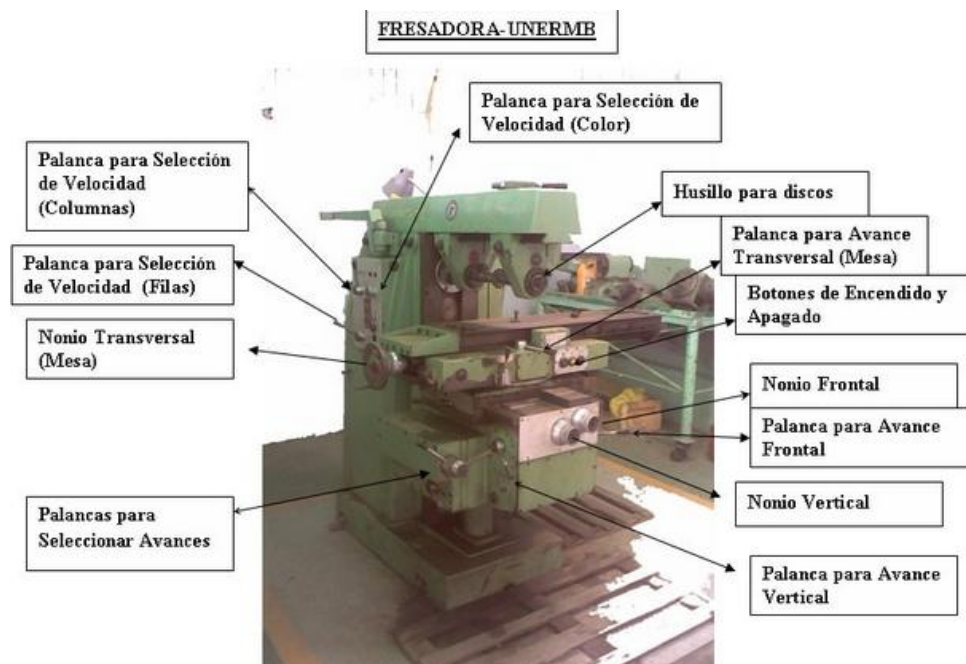 FRESADORA-UNERMB
Palanca para Selección de
Velocidad (Color)
Palanca para Selección
de Velocidad
(Columnas)
Palanca para Selección
de Velocidad (Filas)
Nonio Transversal
(Mesa)
Palancas para
Seleccionar Avances
Husillo para discos
Palanca para Avance
Transversal (Mesa)
Botones de Encendido y
Apagado
Nonio Frontal
Palanca para Avance
Frontal
Nonio Vertical
Palanca para Avance
Vertical